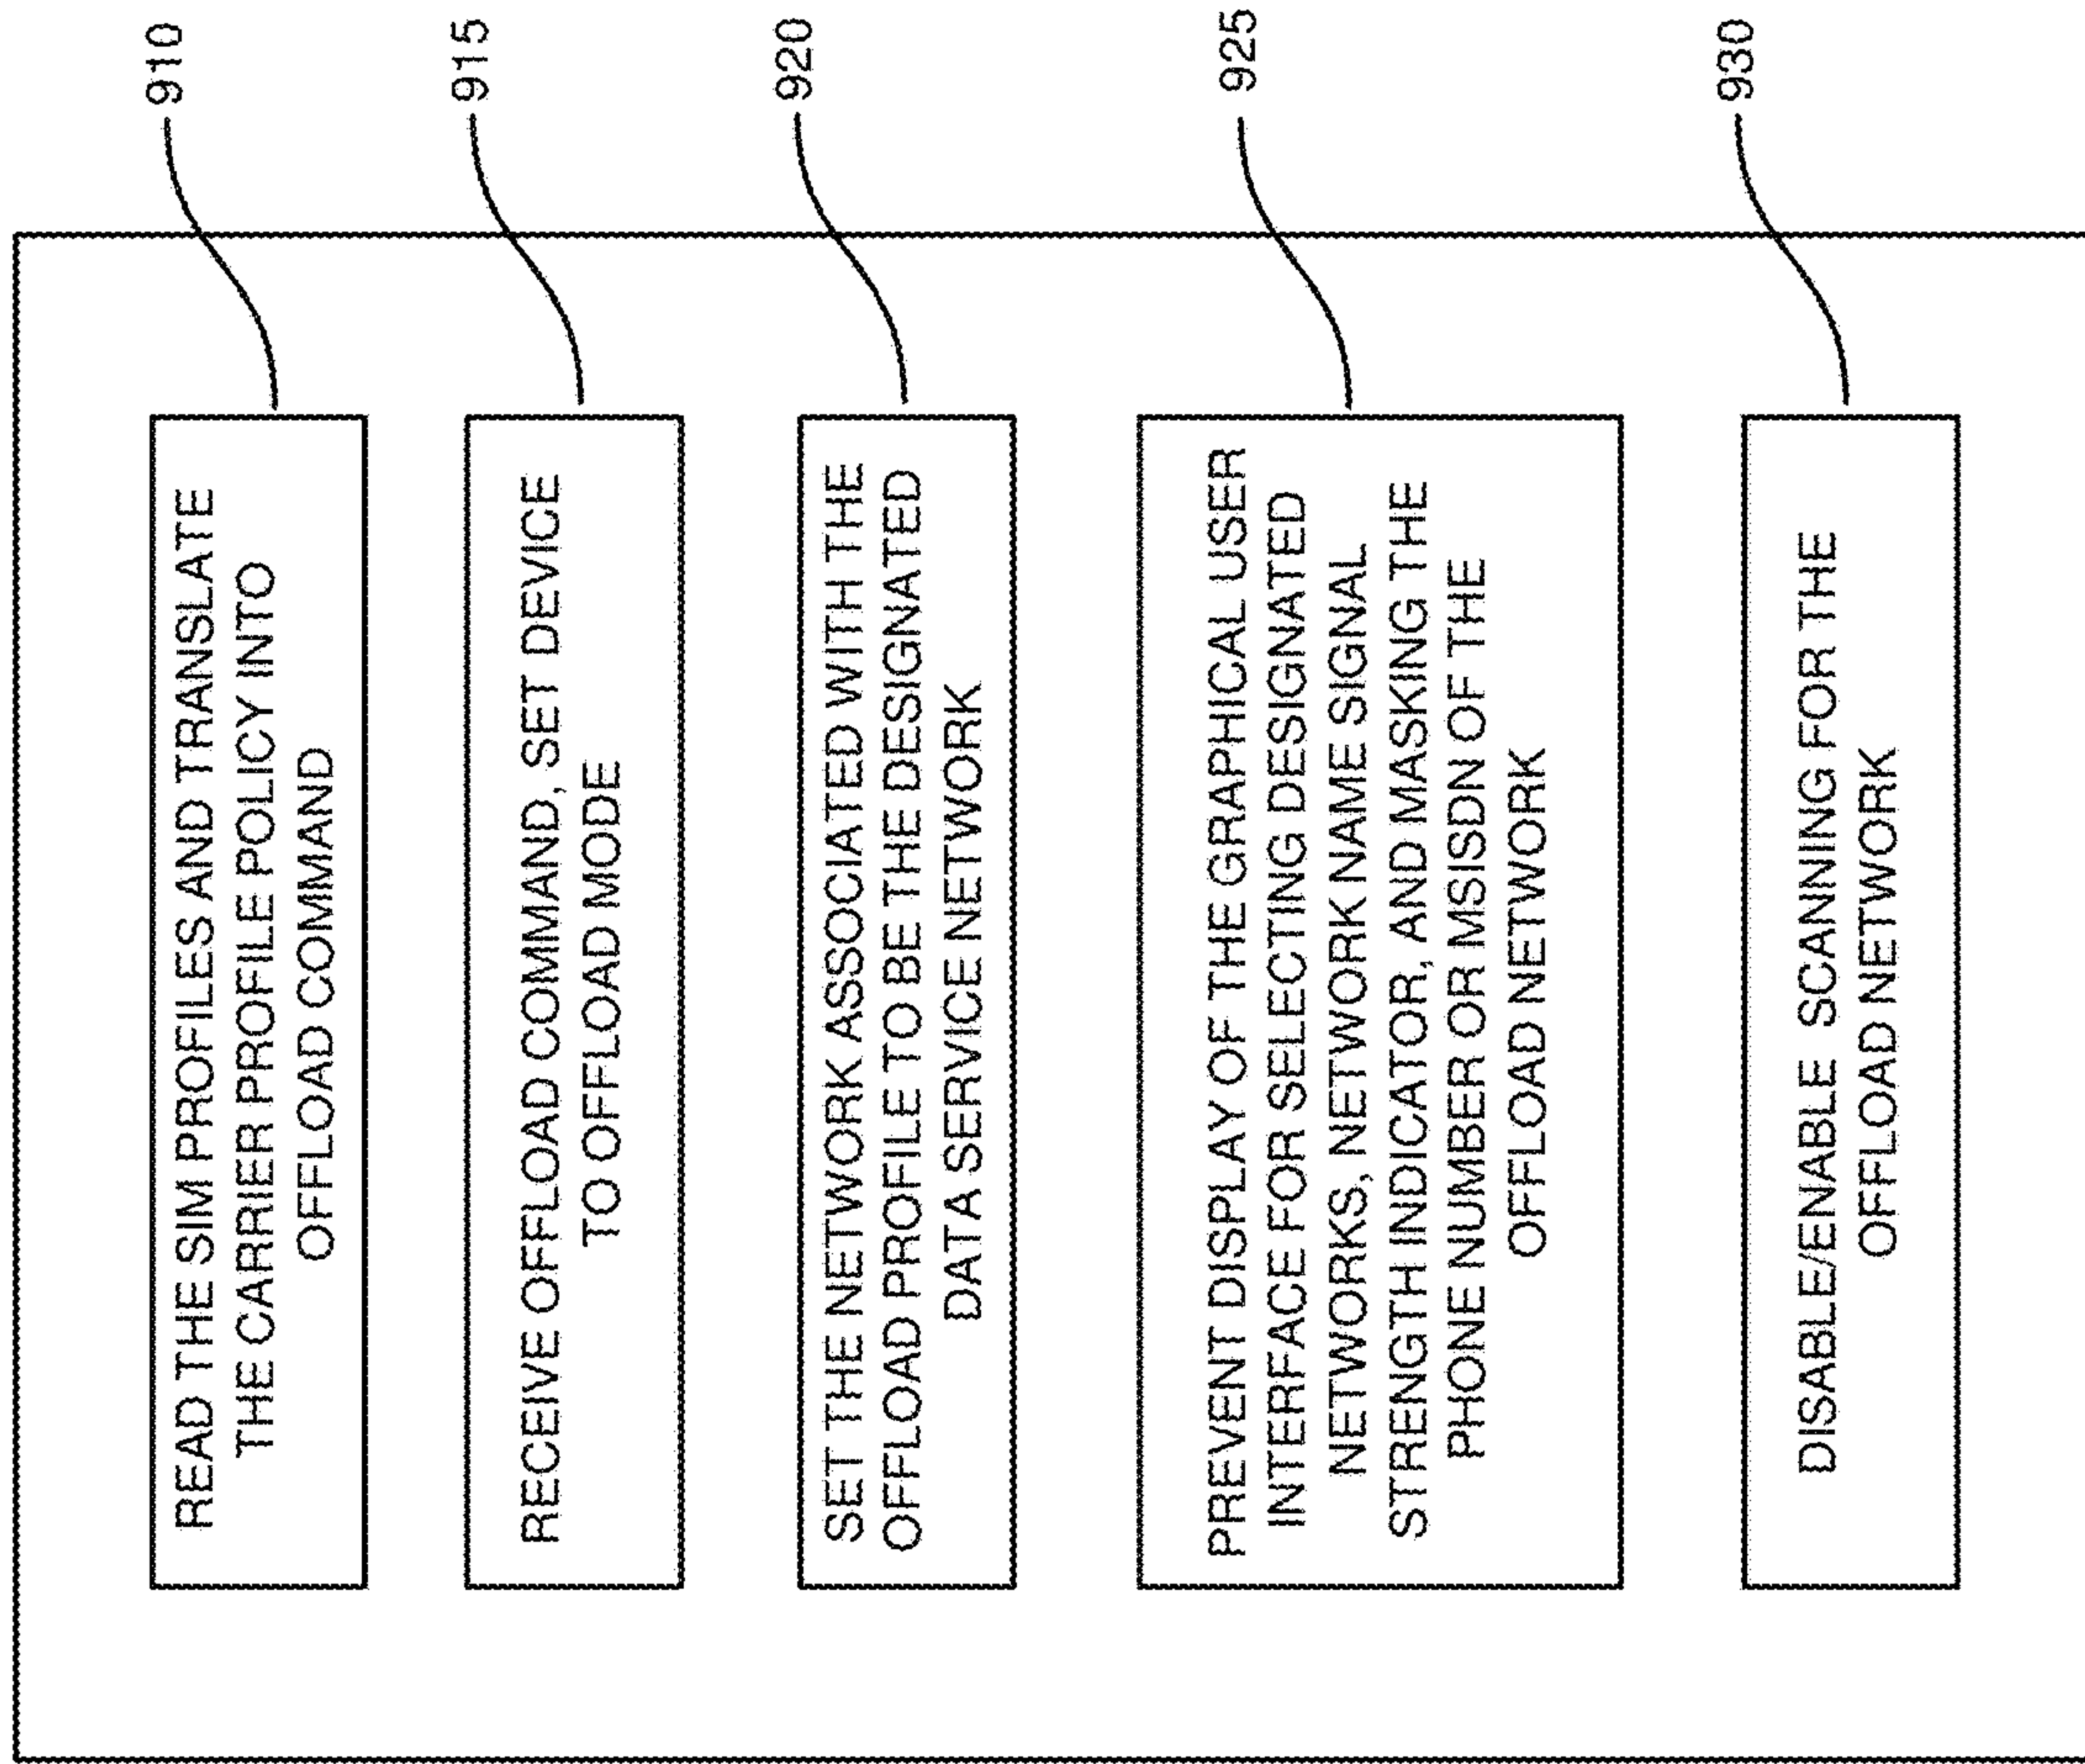 READ THE SIM PROFILES AND TRANSLATE
THE CARRIER PROFILE POLICY INTO
OFFLOAD COMMAND
910
RECEIVE OFFLOAD COMMAND, SET DEVICE
TO OFFLOAD MODE
915
SET THE NETWORK ASSOCIATED WITH THE
OFFLOAD PROFILE TO BE THE DESIGNATED
DATA SERVICE NETWORK
920
PREVENT DISPLAY OF THE GRAPHICAL USER
INTERFACE FOR SELECTING DESIGNATED
NETWORKS, NETWORK NAME SIGNAL
STRENGTH INDICATOR, AND MASKING THE
PHONE NUMBER OR MSISDN OF THE
OFFLOAD NETWORK
925
DISABLE/ENABLE SCANNING FOR THE
OFFLOAD NETWORK
930